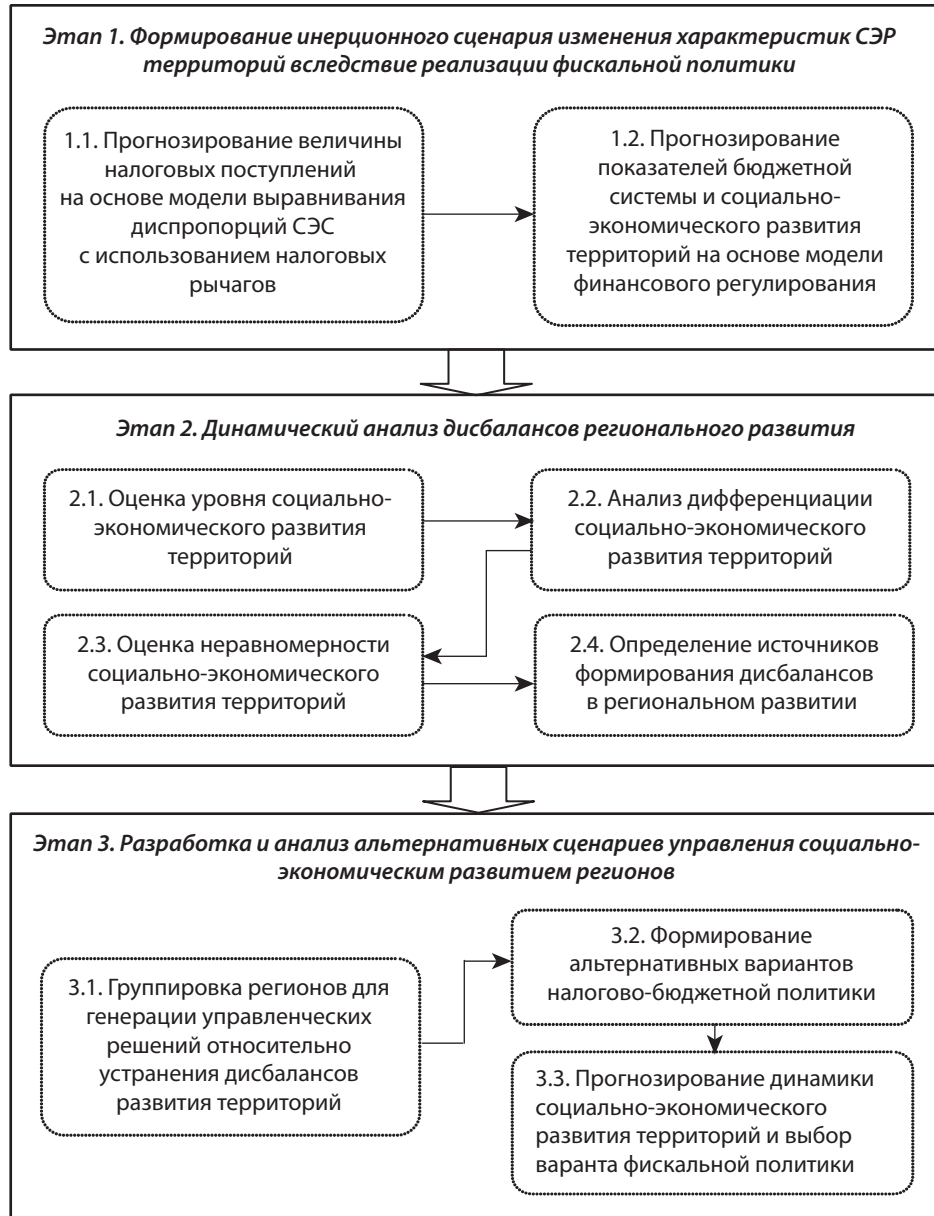 Этап 1. Формирование инерционного сценария изменения характеристик СЭР
территорий вследствие реализации фискальной политики
1.1. Прогнозирование величины
налоговых поступлений
на основе модели выравнивания
диспропорций СЭС
с использованием налоговых
рычагов
1.2. Прогнозирование
показателей бюджетной
системы и социально-
экономического развития
территорий на основе модели
финансового регулирования
Этап 2. Динамический анализ дисбалансов регионального развития
2.1. Оценка уровня социально-
экономического развития
территорий
2.2. Анализ дифференциации
социально-экономического
развития территорий
2.3. Оценка неравномерности
социально-экономического
развития территорий
2.4. Определение источников
формирования дисбалансов
в региональном развитии
Этап 3. Разработка и анализ альтернативных сценариев управления социально-
экономическим развитием регионов
3.1. Группировка регионов для
генерации управленческих
решений относительно
устранения дисбалансов
развития территорий
3.2. Формирование
альтернативных вариантов
налогово-бюджетной политики
3.3. Прогнозирование динамики
социально-экономического
развития территорий и выбор
варанта фискальной политики